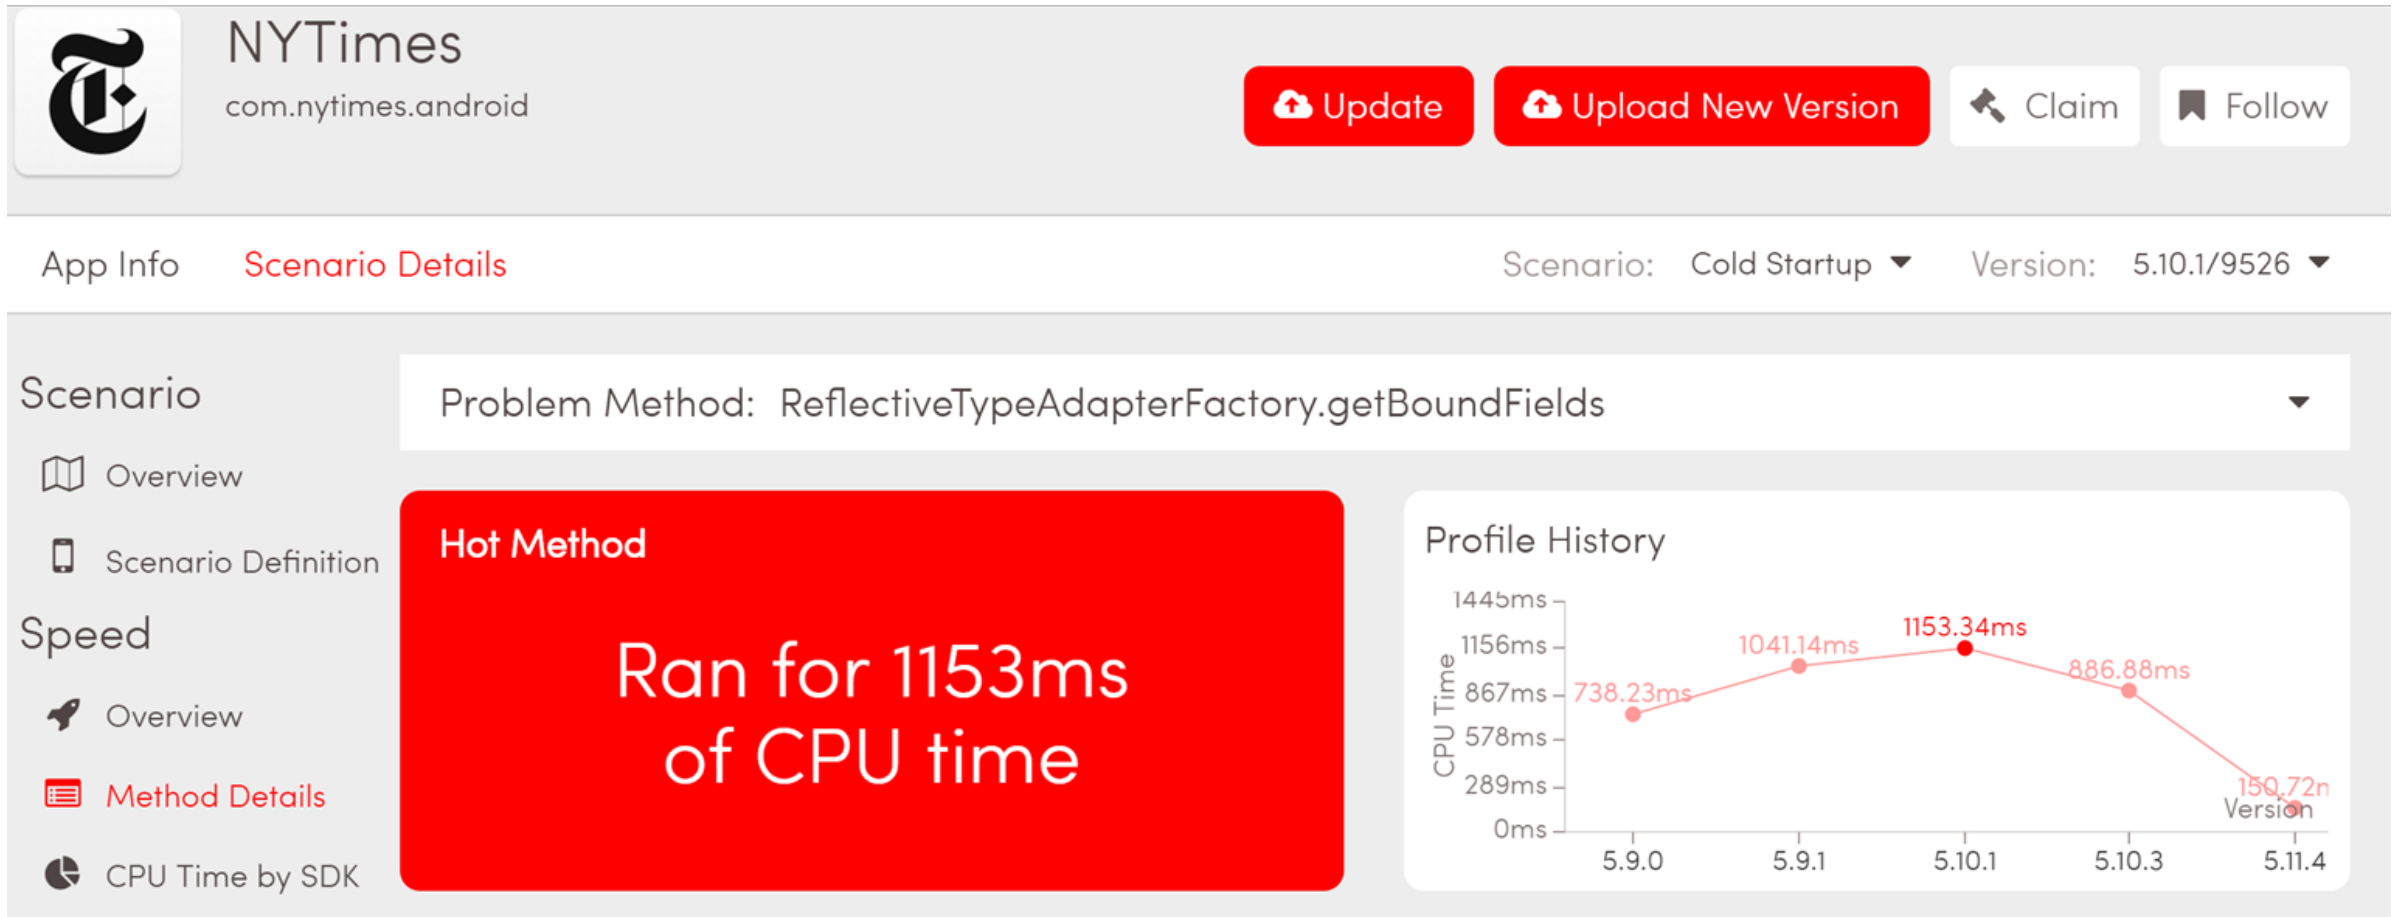 NYTimes
com.nytimes.android
Update
Upload New Version
Claim
Follow
App Info
Scenario Details
Scenario:
Cold Startup
Version:
5.10.1/9526
Scenario
Overview
Scenario Definition
Speed
Overview
Method Details
CPU Time by SDK
Problem Method: ReflectiveTypeAdapterFactory.getBoundFields
Hot Method
Ran for 1153ms
of CPU time
Profile History
CPU Time
1445ms
1156ms
867ms
578ms
289ms
0ms
738.23ms
1041.14ms
1153.34ms
886.88ms
150.72m
Version
5.9.0
5.9.1
5.10.1
5.10.3
5.11.4